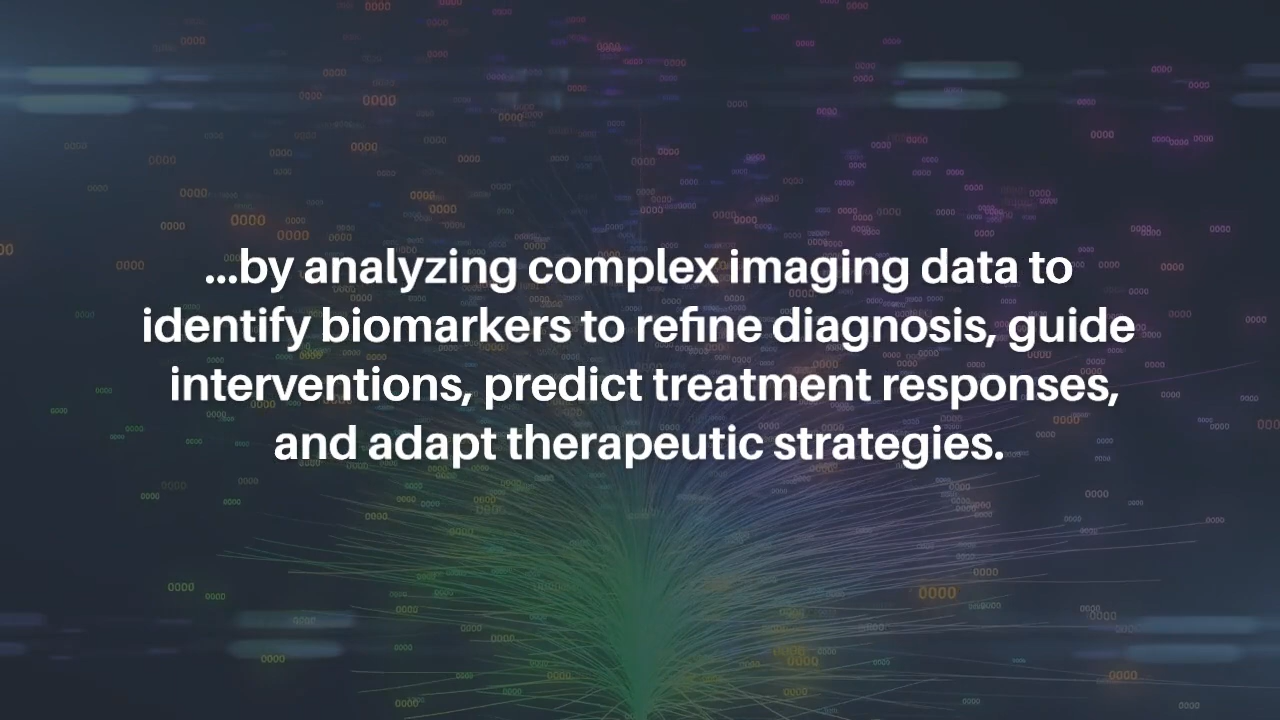 ...by analyzing complex imaging data to
identify biomarkers to refine diagnosis, guide
interventions, predict treatment responses,
and adapt therapeutic strategies.